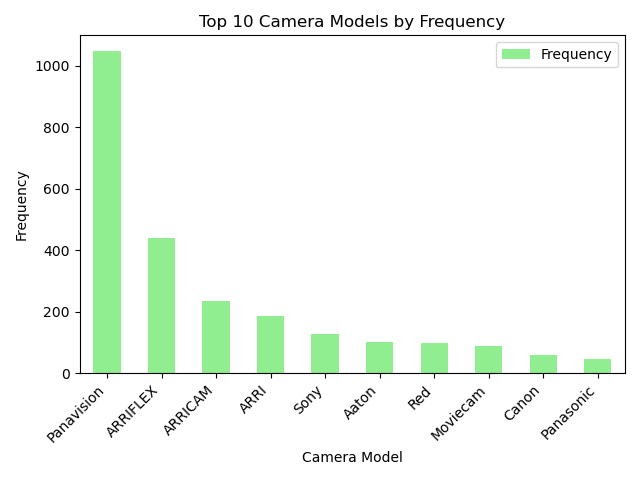 Top 10 Camera Models by Frequency
Frequency
Frequency
1000
800
600
400
200
0
Panavision
ARRIFLEX
ARRICAM
ARRI
Sony
Aaton
Red
Moviecam
Canon
Panasonic
Camera Model